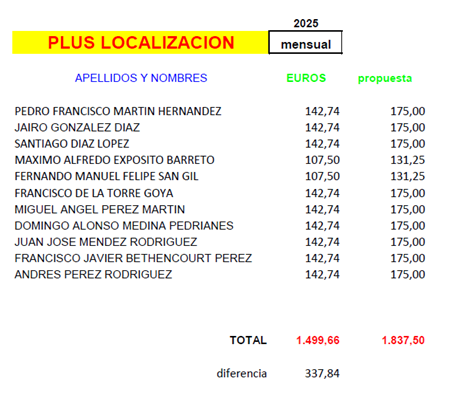 2025
PLUS LOCALIZACION mensual
APELLIDOS Y NOMBRES EUROS propuesta
PEDRO FRANCISCO MARTIN HERNANDEZ 142,74 175,00
JAIRO GONZALEZ DIAZ 142,74 175,00
SANTIAGO DIAZ LOPEZ 142,74 175,00
MAXIMO ALFREDO EXPOSITO BARRETO 107,50 131,25
FERNANDO MANUEL FELIPE SAN GIL 107,50 131,25
FRANCISCO DE LA TORRE GOYA 142,74 175,00
MIGUEL ANGEL PEREZ MARTIN 142,74 175,00
DOMINGO ALONSO MEDINA PEDRIANES 142,74 175,00
JUAN JOSE MENDEZ RODRIGUEZ 142,74 175,00
FRANCISCO JAVIER BETHENCOURT PEREZ 142,74 175,00
ANDRES PEREZ RODRIGUEZ 142,74 175,00
TOTAL 1.499,66 1.837,50
diferencia 337,84